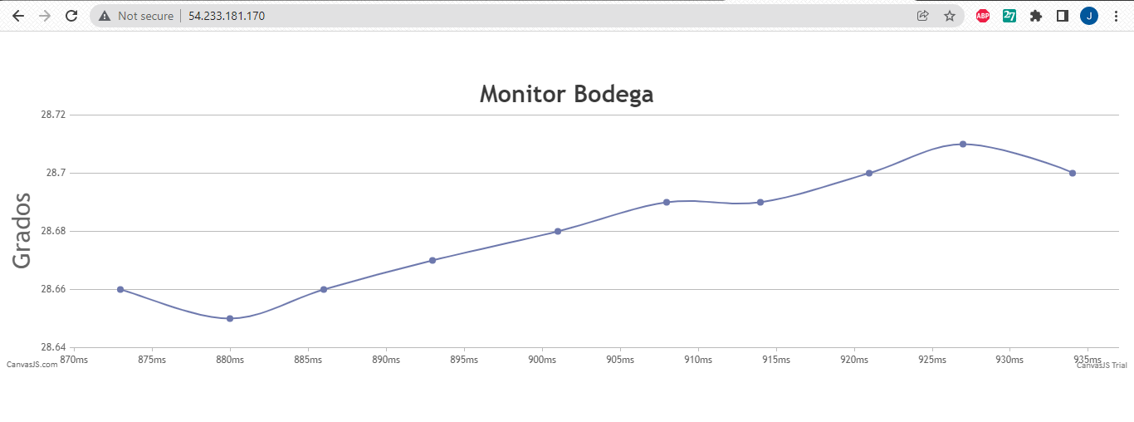 Not secure
54.233.181.170
ABP
27
J
Monitor Bodega
28.72
28.7
28.68
28.66
28.64
Grados
870ms 875ms 880ms 885ms 890ms 895ms 900ms 905ms 910ms 915ms 920ms 925ms 930ms 935ms
CanvasJS.com
CanvasJS Trial